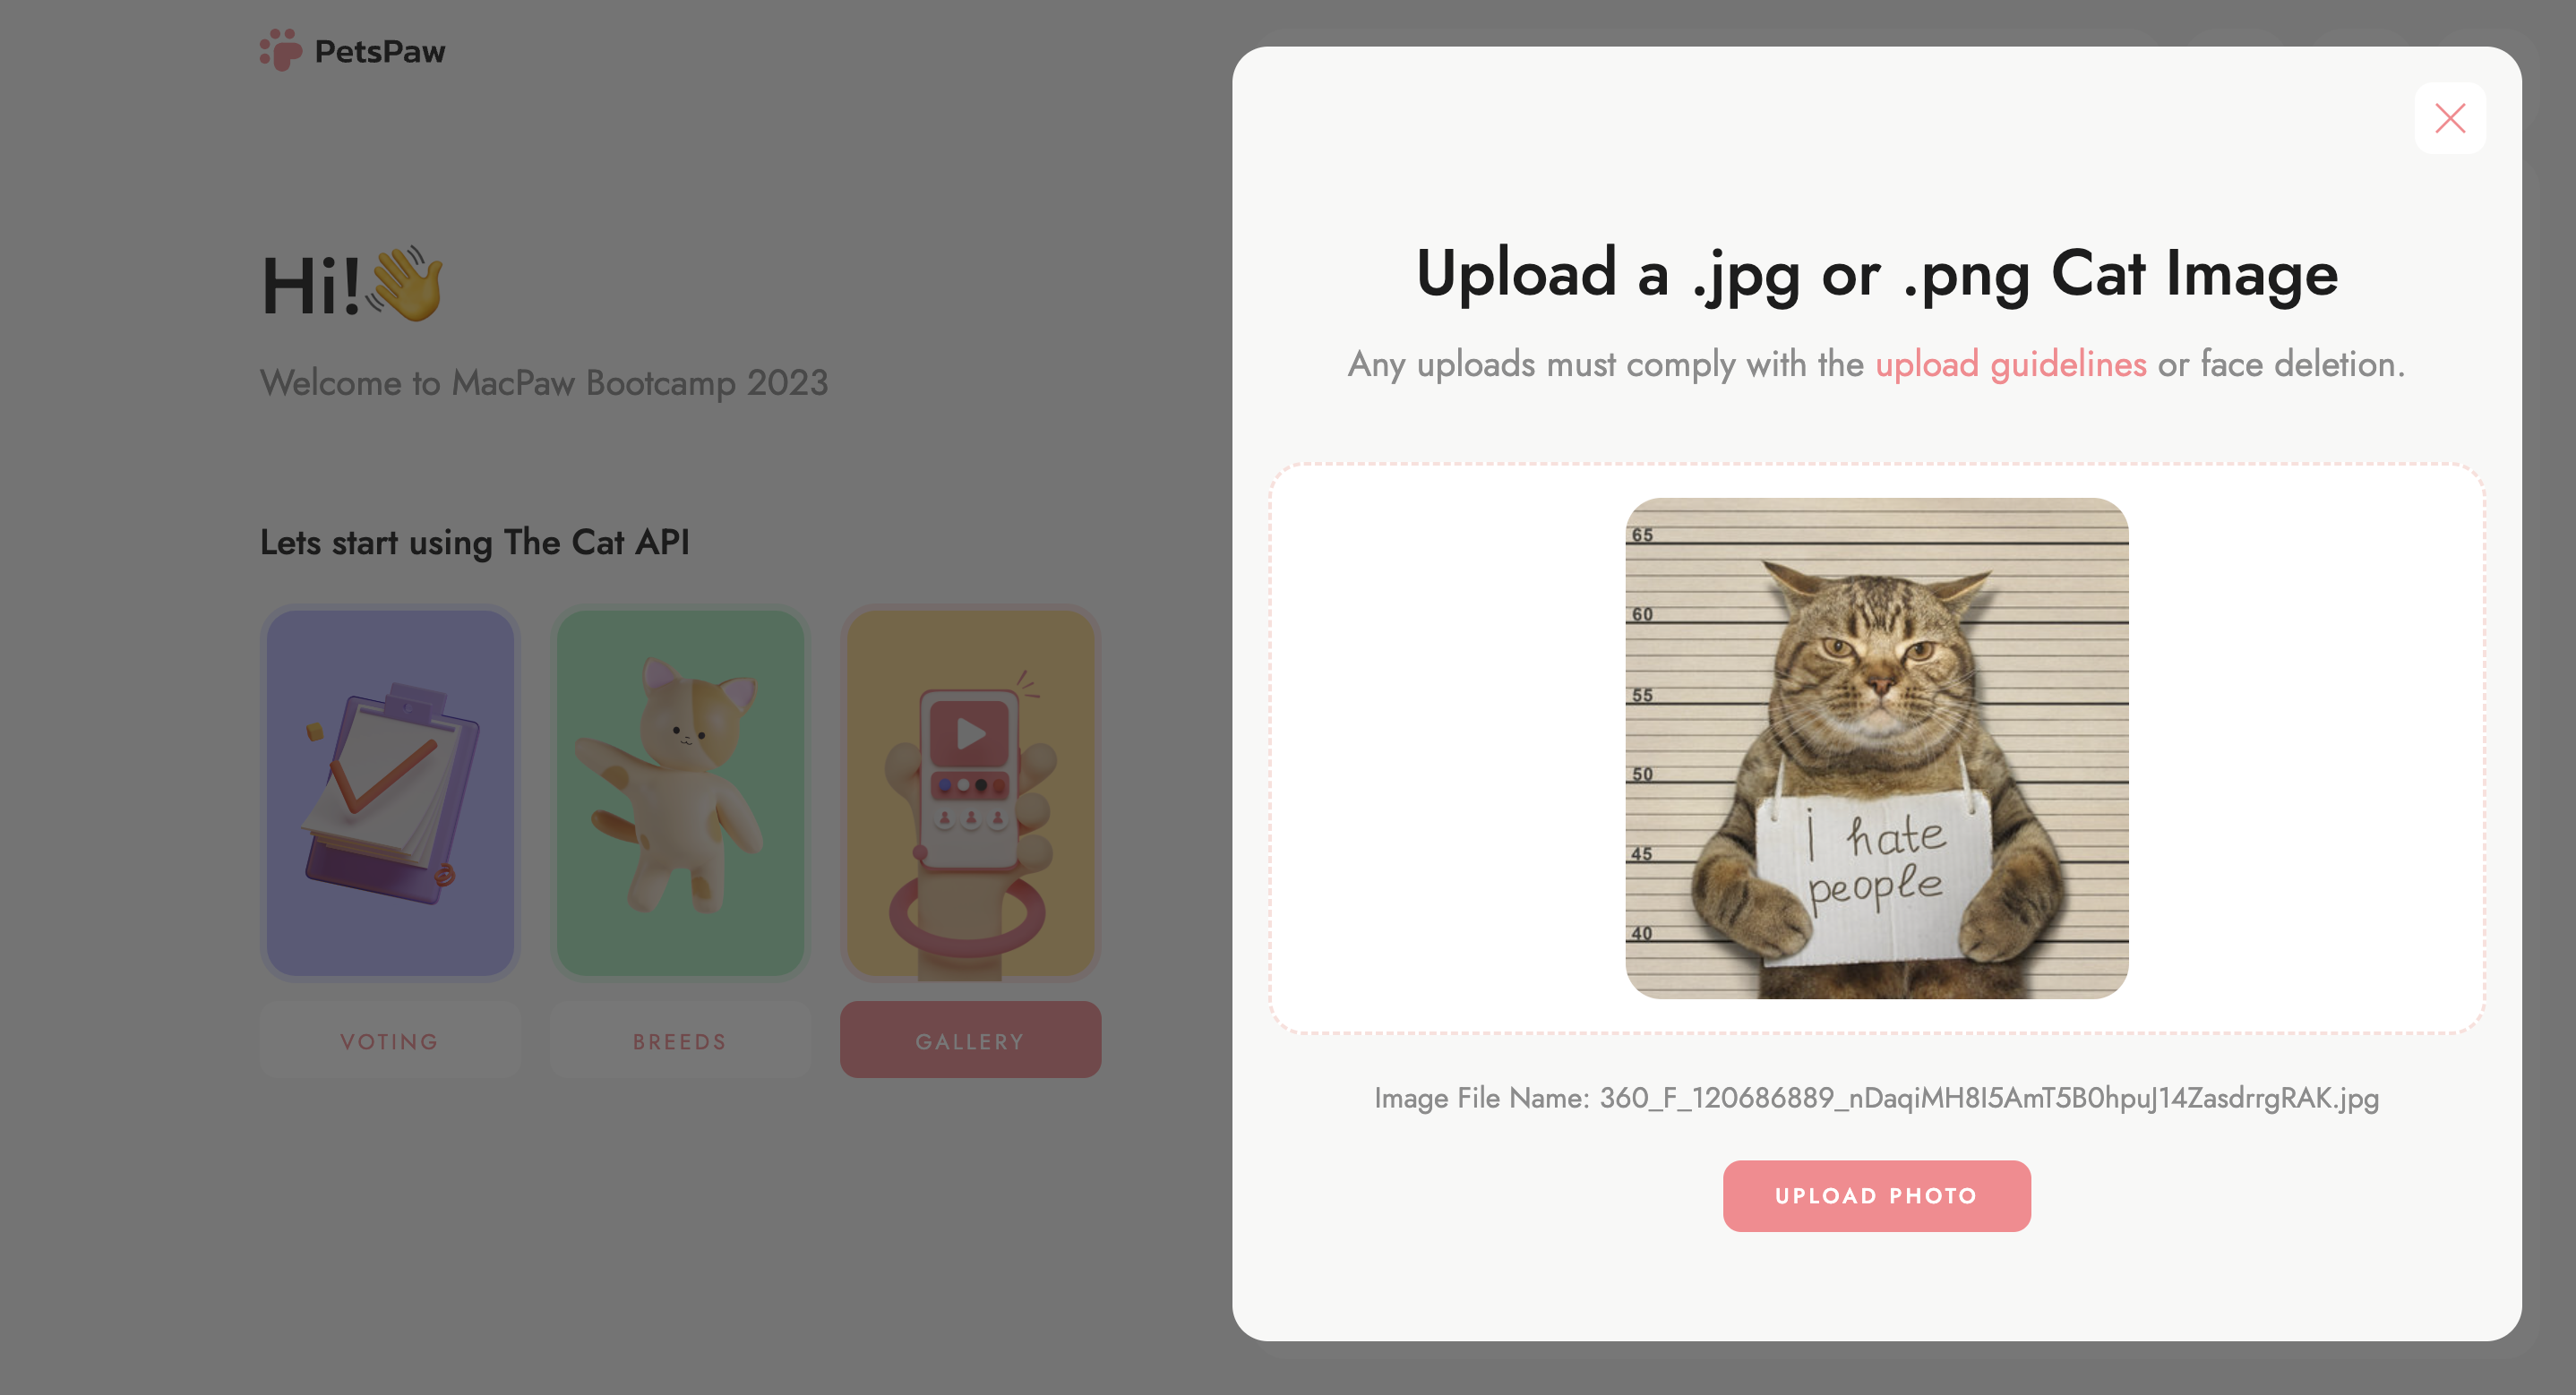 PetsPaw
Hi!👋
Welcome to MacPaw Bootcamp 2023
Lets start using The Cat API
VOTING
BREEDS
GALLERY
Upload a .jpg or .png Cat Image
Any uploads must comply with the upload guidelines or face deletion.
65
60
55
50
45
40
i hate
people
Image File Name: 360_F_120686889_nDaqiMH8I5AmT5B0hpuJ14ZasdrrgRAK.jpg
UPLOAD PHOTO